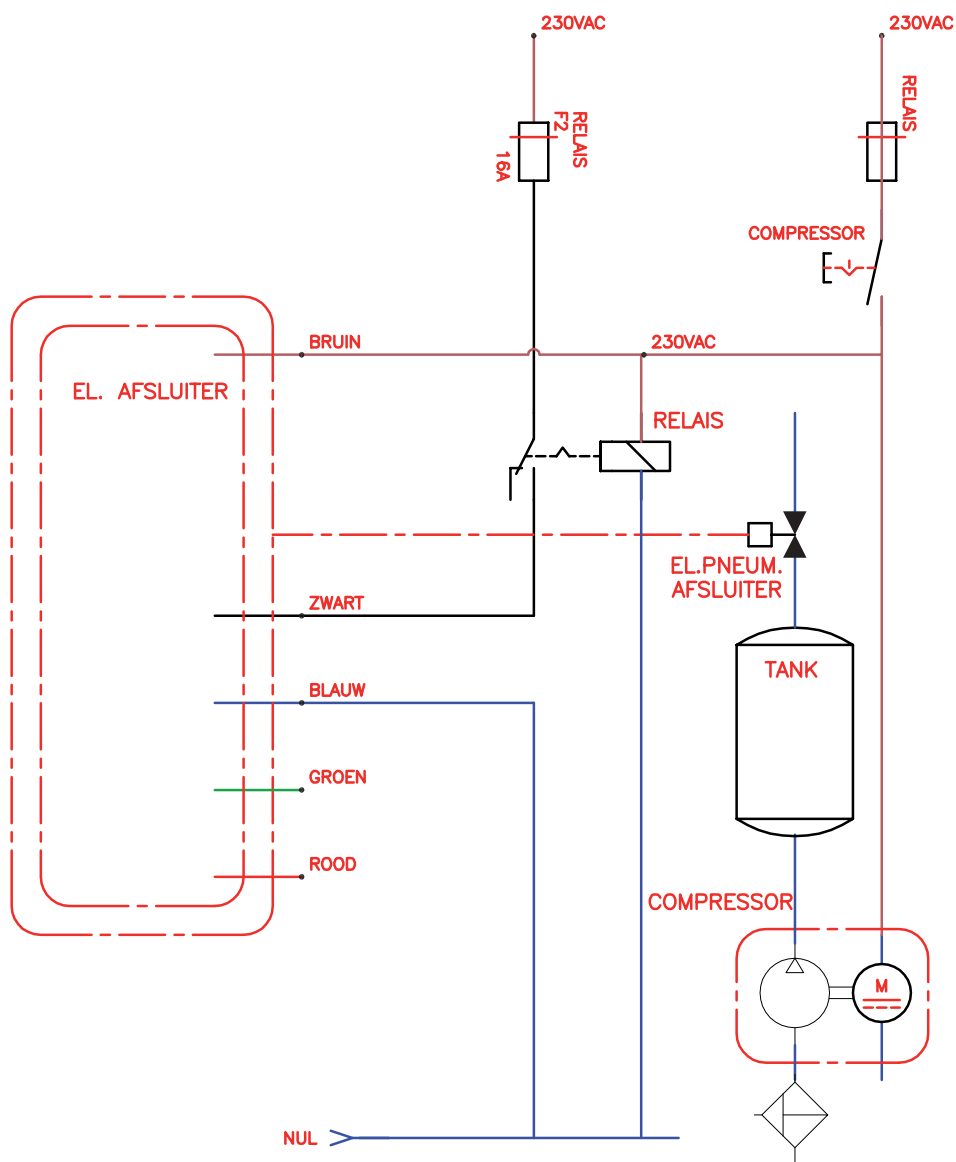 230VAC
230VAC
RELAIS
F2
16A
RELAIS
COMPRESSOR
BRUIN
230VAC
EL. AFSLUITER
RELAIS
EL.PNEUM.
AFSLUITER
ZWART
TANK
BLAUW
GROEN
ROOD
COMPRESSOR
M
NUL